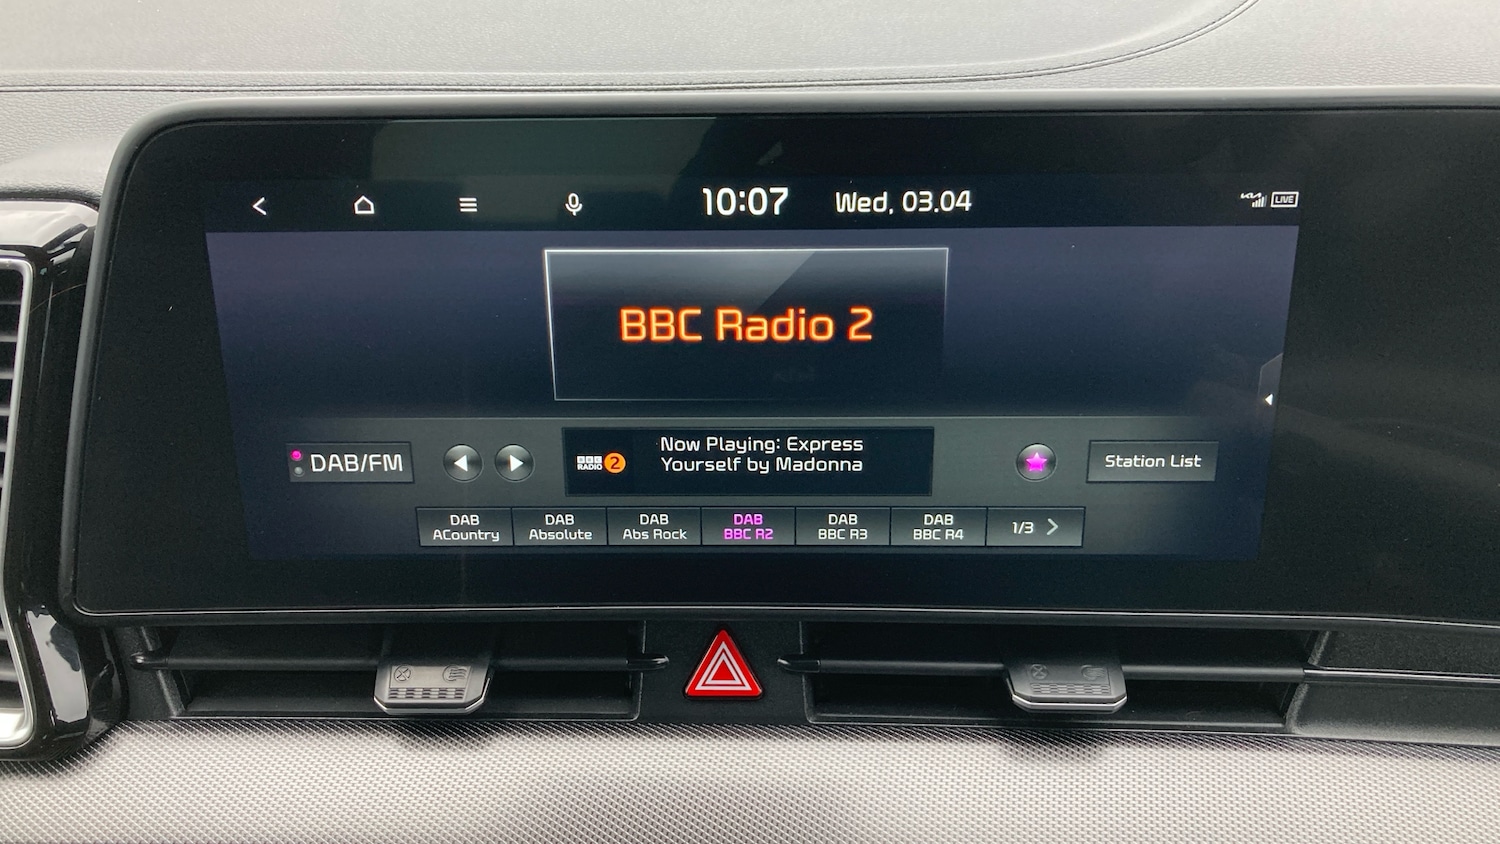 10:07 Wed, 03.04
LIVE
BBC Radio 2
DAB/FM
BBC
RADIO 2
Now Playing: Express
Yourself by Madonna
Station List
DAB
ACountry
DAB
Absolute
DAB
Abs Rock
DAB
BBC R2
DAB
BBC R3
DAB
BBC R4
1/3